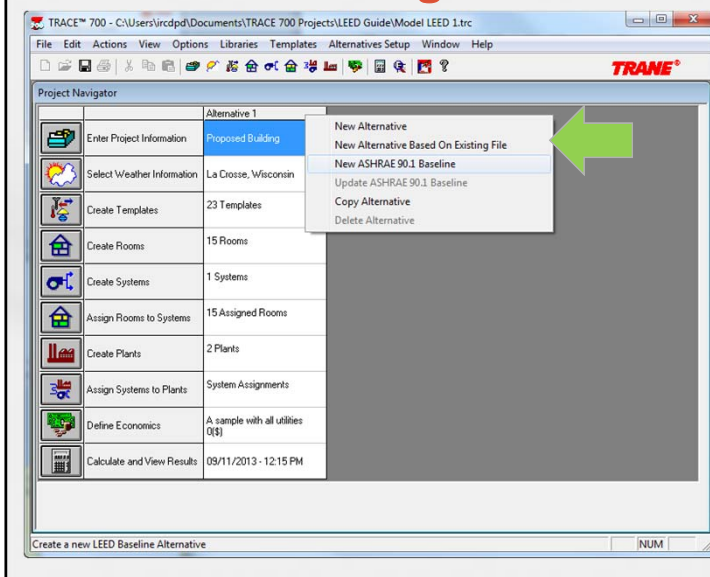 TRACE™ 700 - C:\Users\ircdpd\Documents\TRACE 700 Projects\LEED Guide\Model LEED 1.trc
File Edit Actions View Options Libraries Templates Alternatives Setup Window Help
TRANE®
Project Navigator
Alternative 1
Enter Project Information Proposed Building
Select Weather Information La Crosse, Wisconsin
Create Templates 23 Templates
Create Rooms 15 Rooms
Create Systems 1 Systems
Assign Rooms to Systems 15 Assigned Rooms
Create Plants 2 Plants
Assign Systems to Plants System Assignments
Define Economics A sample with all utilities
0($)
Calculate and View Results 09/11/2013 - 12:15 PM
New Alternative
New Alternative Based On Existing File
New ASHRAE 90.1 Baseline
Update ASHRAE 90.1 Baseline
Copy Alternative
Delete Alternative
Create a new LEED Baseline Alternative
NUM